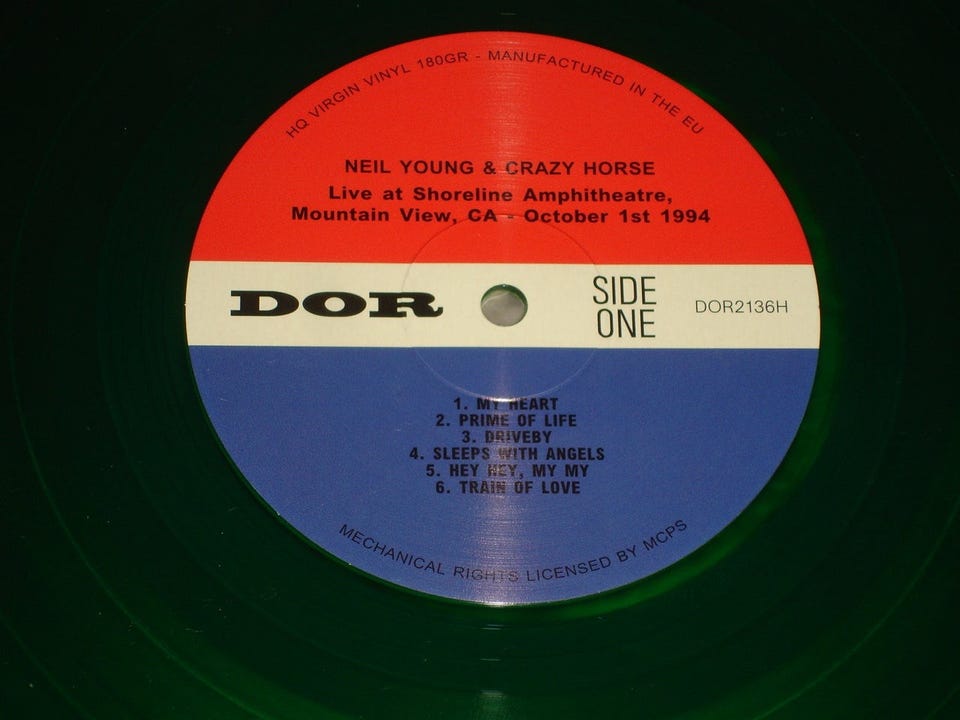 HQ VIRGIN VINYL 180GR - MANUFACTURED IN THE EU
NEIL YOUNG & CRAZY HORSE
Live at Shoreline Amphitheatre,
Mountain View, CA - October 1st 1994
DOR
SIDE
ONE
DOR2136H
1. MY HEART
2. PRIME OF LIFE
3. DRIVEBY
4. SLEEPS WITH ANGELS
5. HEY HEY, MY MY
6. TRAIN OF LOVE
MECHANICAL RIGHTS LICENSED BY MCPS